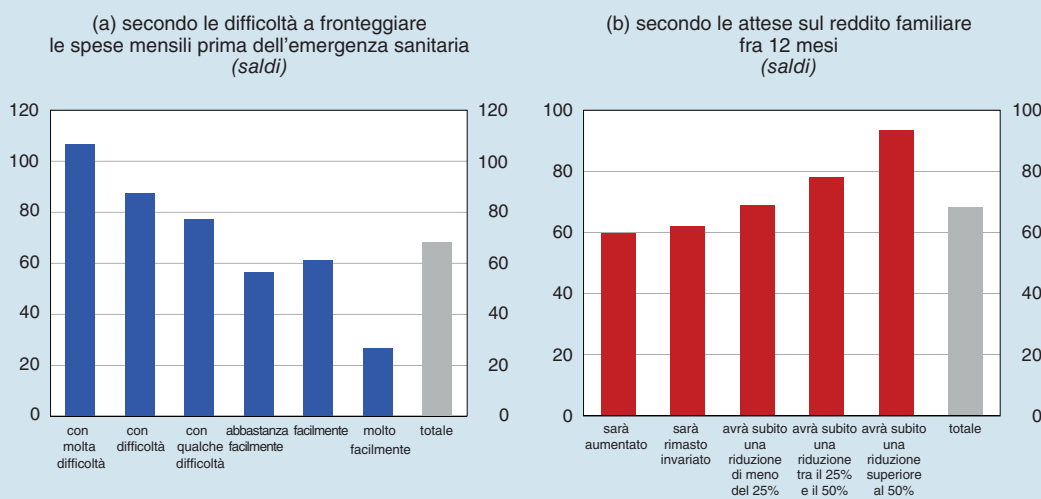 (a) secondo le difficoltà a fronteggiare
le spese mensili prima dell'emergenza sanitaria
(saldi)
120
100
80
60
40
20
0
120
100
80
60
40
20
0
con
molta
difficoltà
con
difficoltà
con
qualche
difficoltà
abbastanza
facilmente
facilmente
molto
facilmente
totale
(b) secondo le attese sul reddito familiare
fra 12 mesi
(saldi)
100
80
60
40
20
0
100
80
60
40
20
0
sarà
aumentato
sarà
rimasto
invariato
avrà subito
una
riduzione
di meno
del 25%
avrà subito
una
riduzione
tra il 25%
e il 50%
avrà subito
una
riduzione
superiore
al 50%
totale